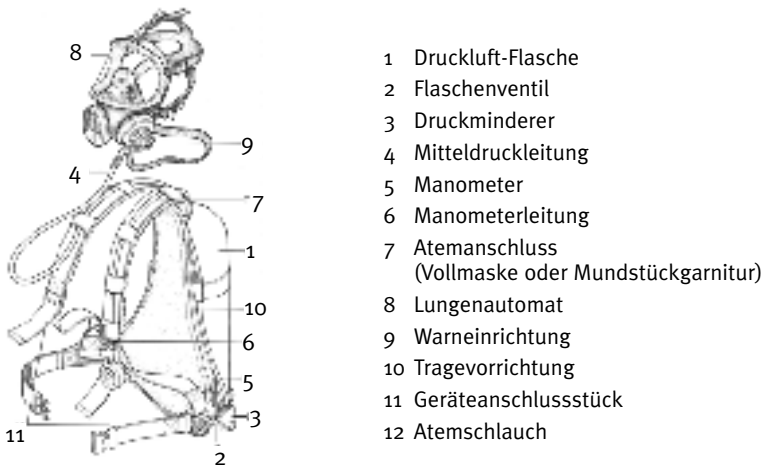 8
9
4
7
1
10
6
5
3
11
2
1 Druckluft-Flasche
2 Flaschenventil
3 Druckminderer
4 Mitteldruckleitung
5 Manometer
6 Manometerleitung
7 Atemanschluss
(Vollmaske oder Mundstückgarnitur)
8 Lungenautomat
9 Warneinrichtung
10 Tragevorrichtung
11 Geräteanschlussstück
12 Atemschlauch